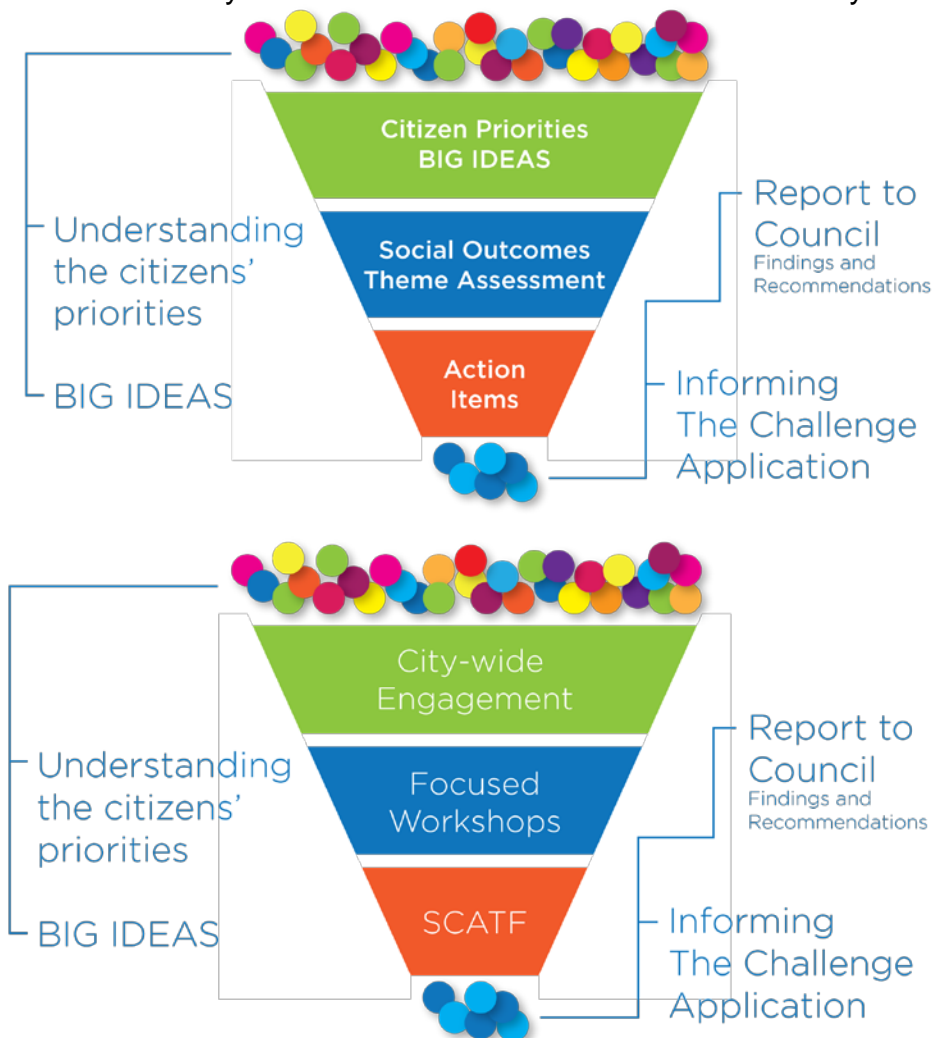 Citizen Priorities
BIG IDEAS
Social Outcomes
Theme Assessment
Action
Items
Understanding
the citizens’
priorities
BIG IDEAS
Report to
Council
Findings and
Recommendations
Informing
The Challenge
Application
City-wide
Engagement
Focused
Workshops
SCATF
Understanding
the citizens’
priorities
BIG IDEAS
Report to
Council
Findings and
Recommendations
Informing
The Challenge
Application